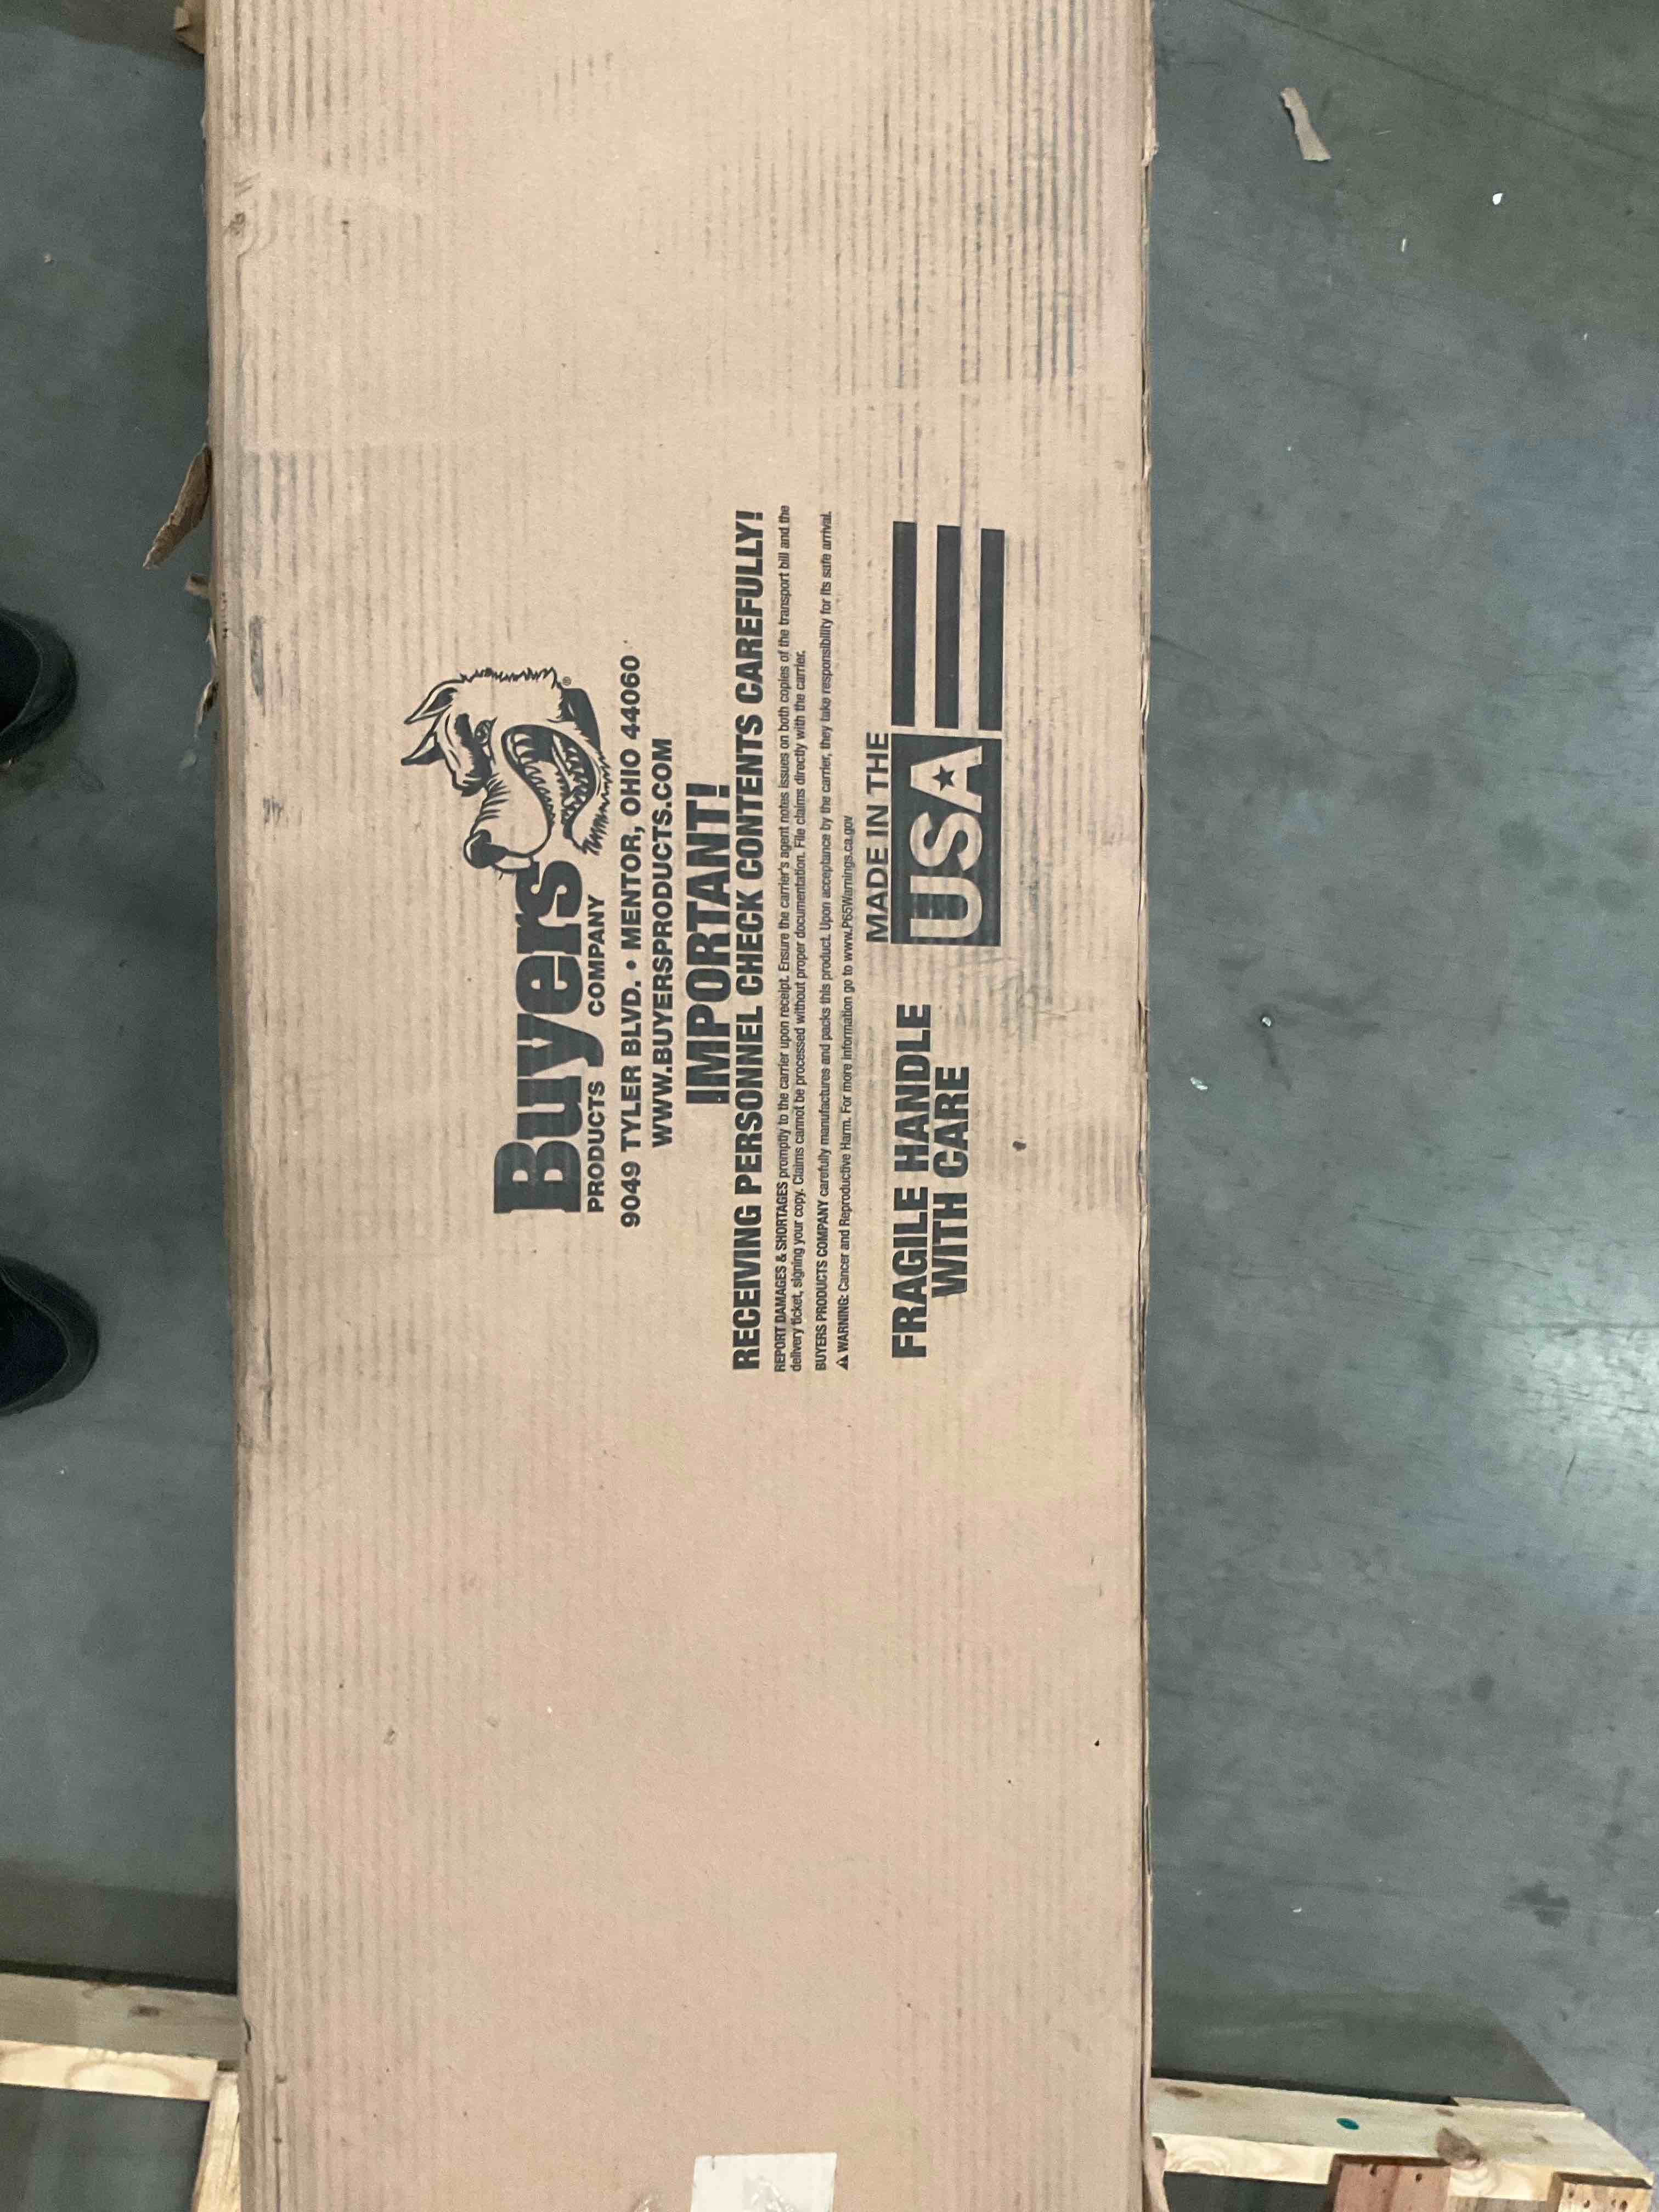 Buyers
PRODUCTS COMPANY
®
9049 TYLER BLVD. • MENTOR, OHIO 44060
WWW.BUYERSPRODUCTS.COM
IMPORTANT!
RECEIVING PERSONNEL CHECK CONTENTS CAREFULLY!
REPORT DAMAGES & SHORTAGES promptly to the carrier upon receipt. Ensure the carrier's agent notes issues on both copies of the transport bill and the
delivery ticket, signing your copy. Claims cannot be processed without proper documentation. File claims directly with the carrier.
BUYERS PRODUCTS COMPANY carefully manufactures and packs this product. Upon acceptance by the carrier, they take responsibility for its safe arrival.
⚠ WARNING: Cancer and Reproductive Harm. For more information go to www.P65Warnings.ca.gov
FRAGILE HANDLE
WITH CARE
MADE IN THE
USA